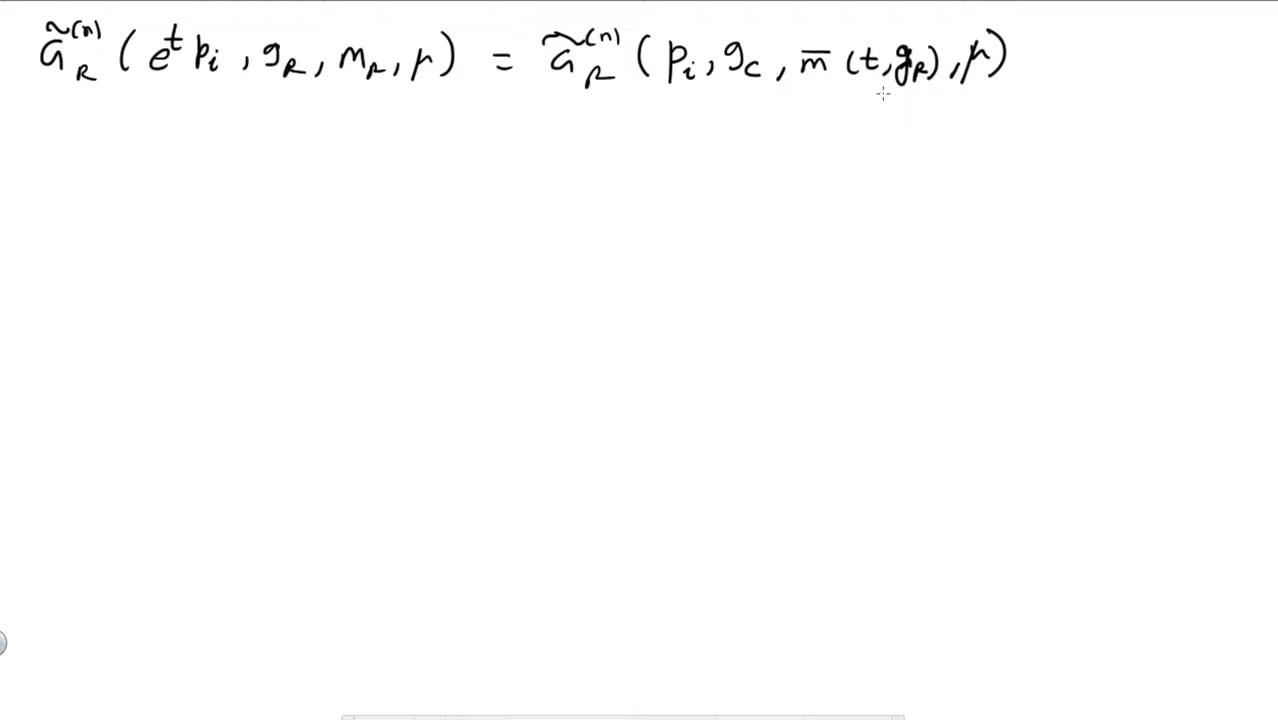 G̃_R^(n) (e^t p_i, g_R, m_R, μ) = G̃_R^(n) (p_i, g_c, m̄ (t, g_R), μ)